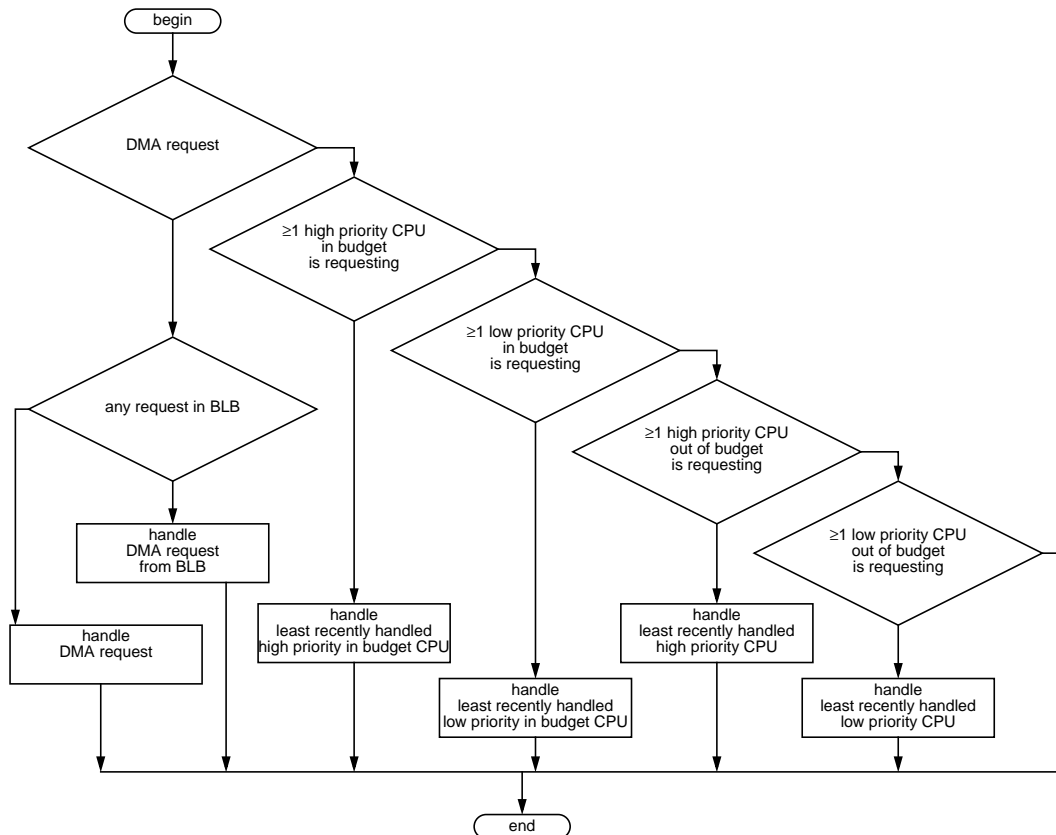 begin
DMA request
≥1 high priority CPU
in budget
is requesting
≥1 low priority CPU
in budget
is requesting
any request in BLB
≥1 high priority CPU
out of budget
is requesting
≥1 low priority CPU
out of budget
is requesting
handle
DMA request
from BLB
handle
DMA request
handle
least recently handled
high priority in budget CPU
handle
least recently handled
high priority CPU
handle
least recently handled
low priority in budget CPU
handle
least recently handled
low priority CPU
end